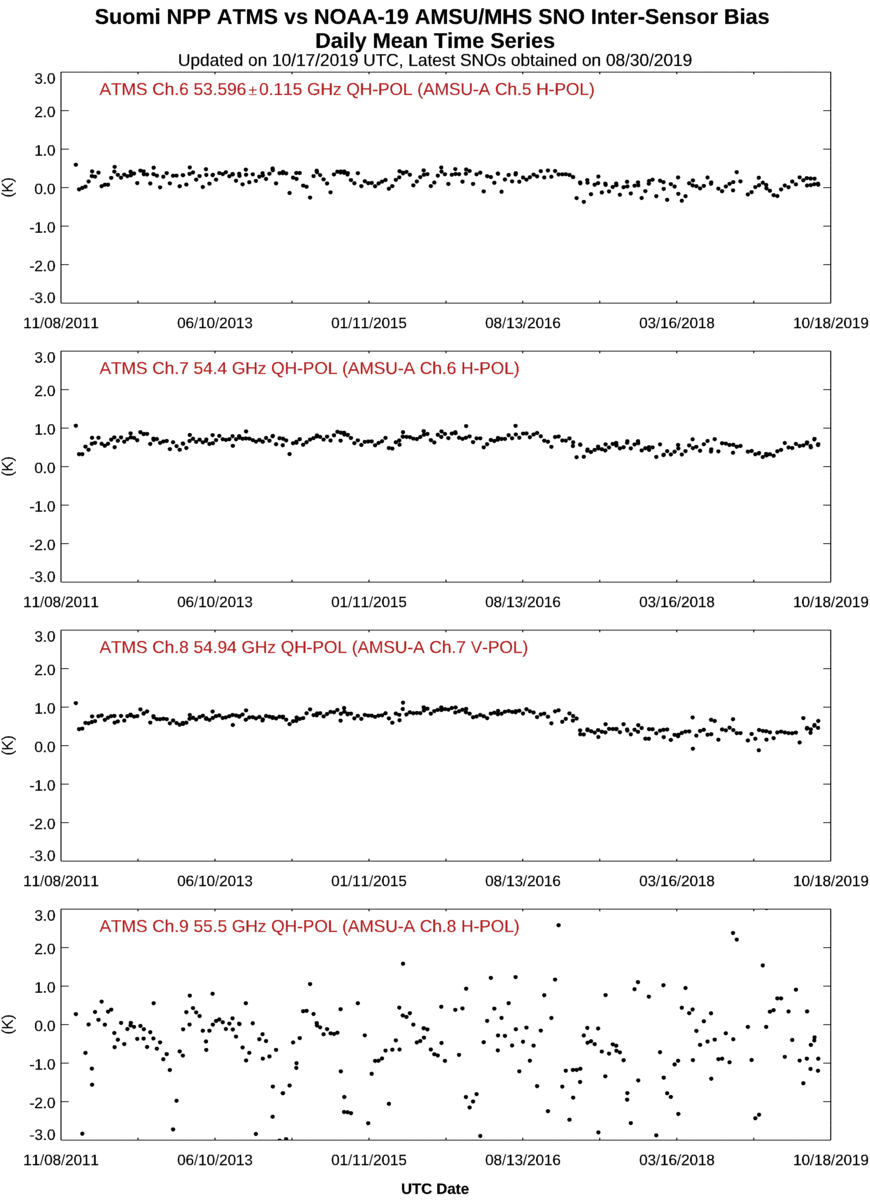 Suomi NPP ATMS vs NOAA-19 AMSU/MHS SNO Inter-Sensor Bias
Daily Mean Time Series
Updated on 10/17/2019 UTC, Latest SNOs obtained on 08/30/2019
ATMS Ch.6 53.596±0.115 GHz QH-POL (AMSU-A Ch.5 H-POL)
3.0
2.0
1.0
0.0
-1.0
-2.0
-3.0
(K)
11/08/2011 06/10/2013 01/11/2015 08/13/2016 03/16/2018 10/18/2019
ATMS Ch.7 54.4 GHz QH-POL (AMSU-A Ch.6 H-POL)
3.0
2.0
1.0
0.0
-1.0
-2.0
-3.0
(K)
11/08/2011 06/10/2013 01/11/2015 08/13/2016 03/16/2018 10/18/2019
ATMS Ch.8 54.94 GHz QH-POL (AMSU-A Ch.7 V-POL)
3.0
2.0
1.0
0.0
-1.0
-2.0
-3.0
(K)
11/08/2011 06/10/2013 01/11/2015 08/13/2016 03/16/2018 10/18/2019
ATMS Ch.9 55.5 GHz QH-POL (AMSU-A Ch.8 H-POL)
3.0
2.0
1.0
0.0
-1.0
-2.0
-3.0
(K)
11/08/2011 06/10/2013 01/11/2015 08/13/2016 03/16/2018 10/18/2019
UTC Date